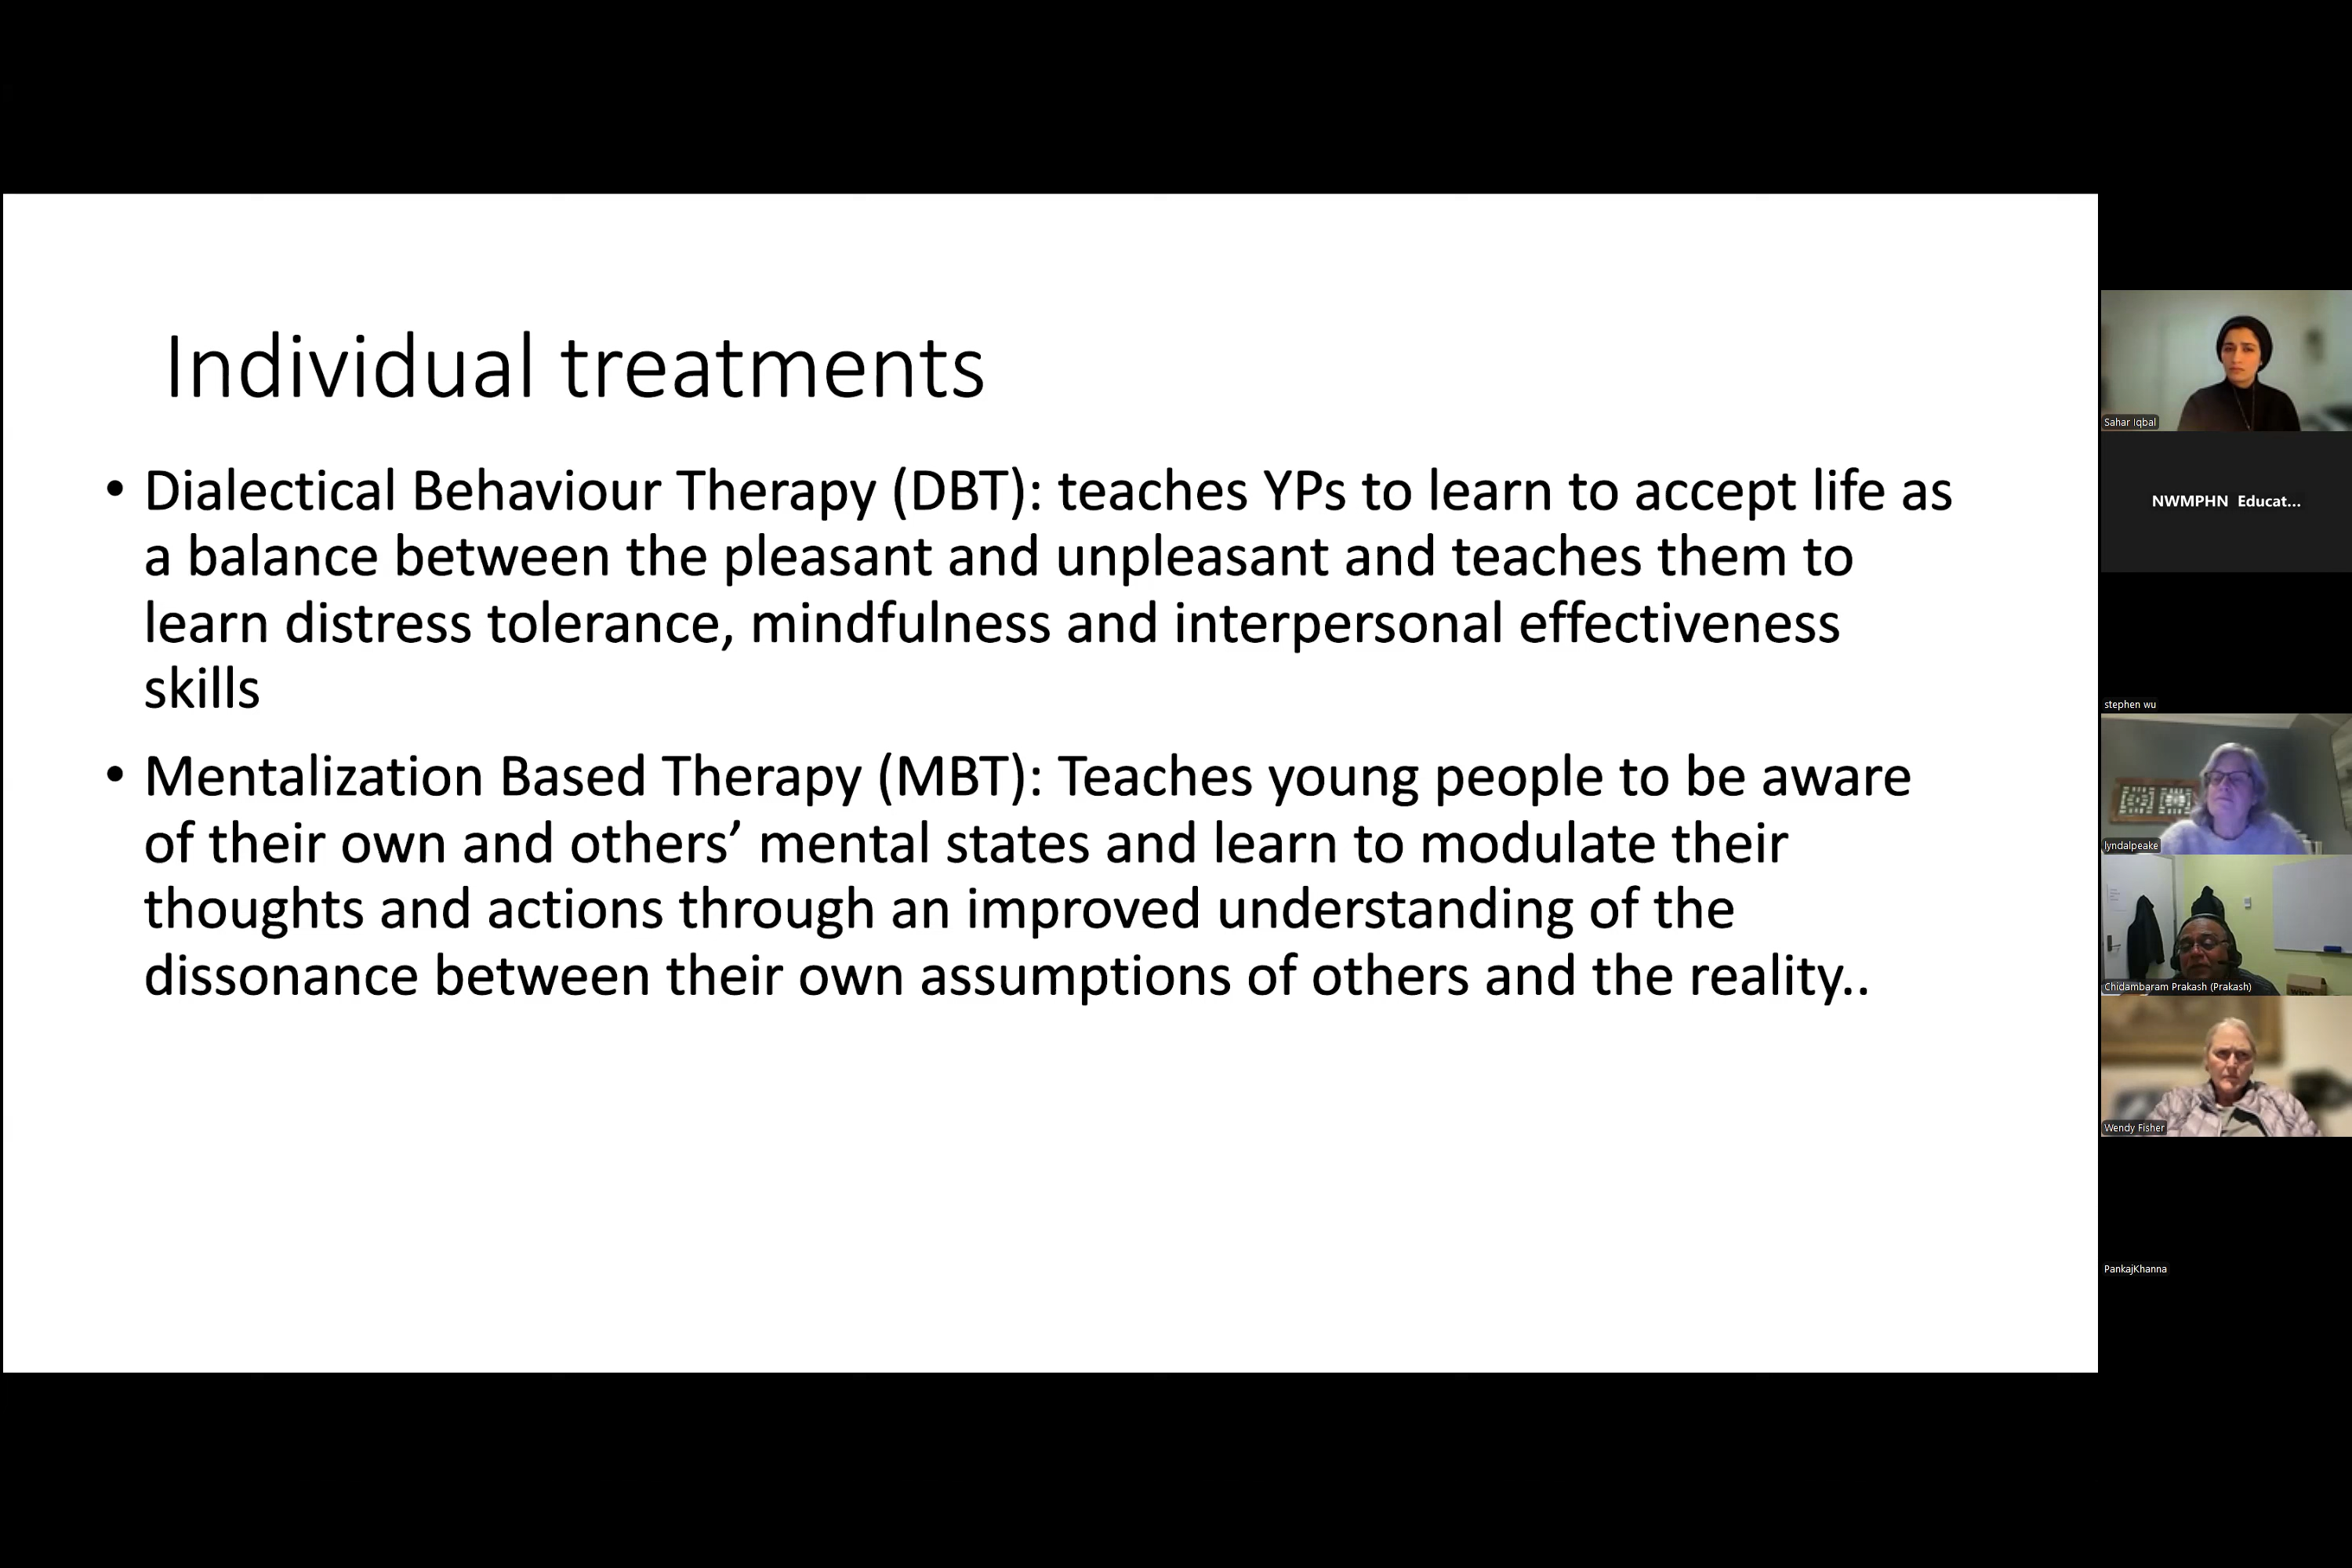 Individual treatments
• Dialectical Behaviour Therapy (DBT): teaches YPs to learn to accept life as
a balance between the pleasant and unpleasant and teaches them to
learn distress tolerance, mindfulness and interpersonal effectiveness
skills
• Mentalization Based Therapy (MBT): Teaches young people to be aware
of their own and others’ mental states and learn to modulate their
thoughts and actions through an improved understanding of the
dissonance between their own assumptions of others and the reality..
Sahar Iqbal
NWMPHN Educat...
stephen wu
lyndalpeake
Chidambaram Prakash (Prakash)
Wendy Fisher
PankajKhanna